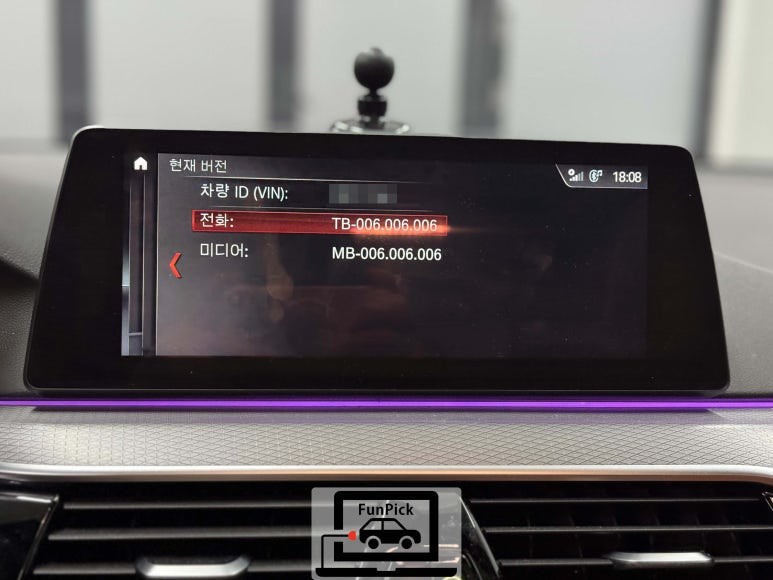 현재 버전
18:08
차량 ID (VIN):
전화: TB-006.006.006
미디어: MB-006.006.006
FunPick